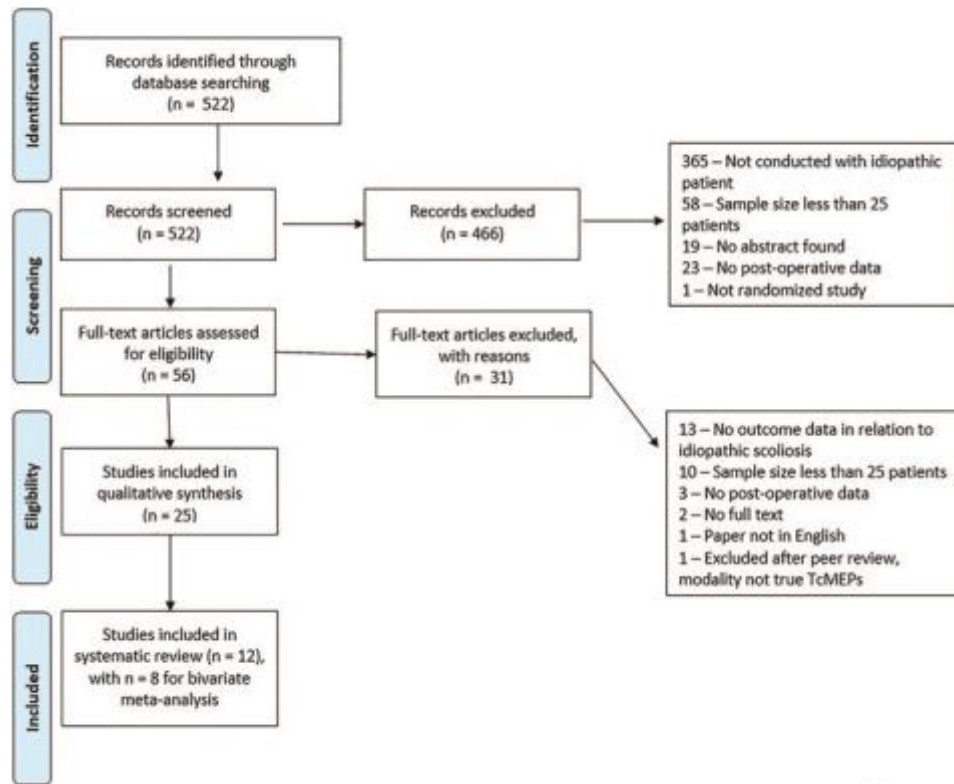 Identification
Records identified through
database searching
(n = 522)
Screening
Records screened
(n = 522)
Records excluded
(n = 466)
365 – Not conducted with idiopathic
patient
58 – Sample size less than 25
patients
19 – No abstract found
23 – No post-operative data
1 – Not randomized study
Full-text articles assessed
for eligibility
(n = 56)
Full-text articles excluded,
with reasons
(n = 31)
13 – No outcome data in relation to
idiopathic scoliosis
10 – Sample size less than 25 patients
3 – No post-operative data
2 – No full text
1 – Paper not in English
1 – Excluded after peer review,
modality not true TcMEPs
Eligibility
Studies included in
qualitative synthesis
(n = 25)
Included
Studies included in
systematic review (n = 12),
with n = 8 for bivariate
meta-analysis